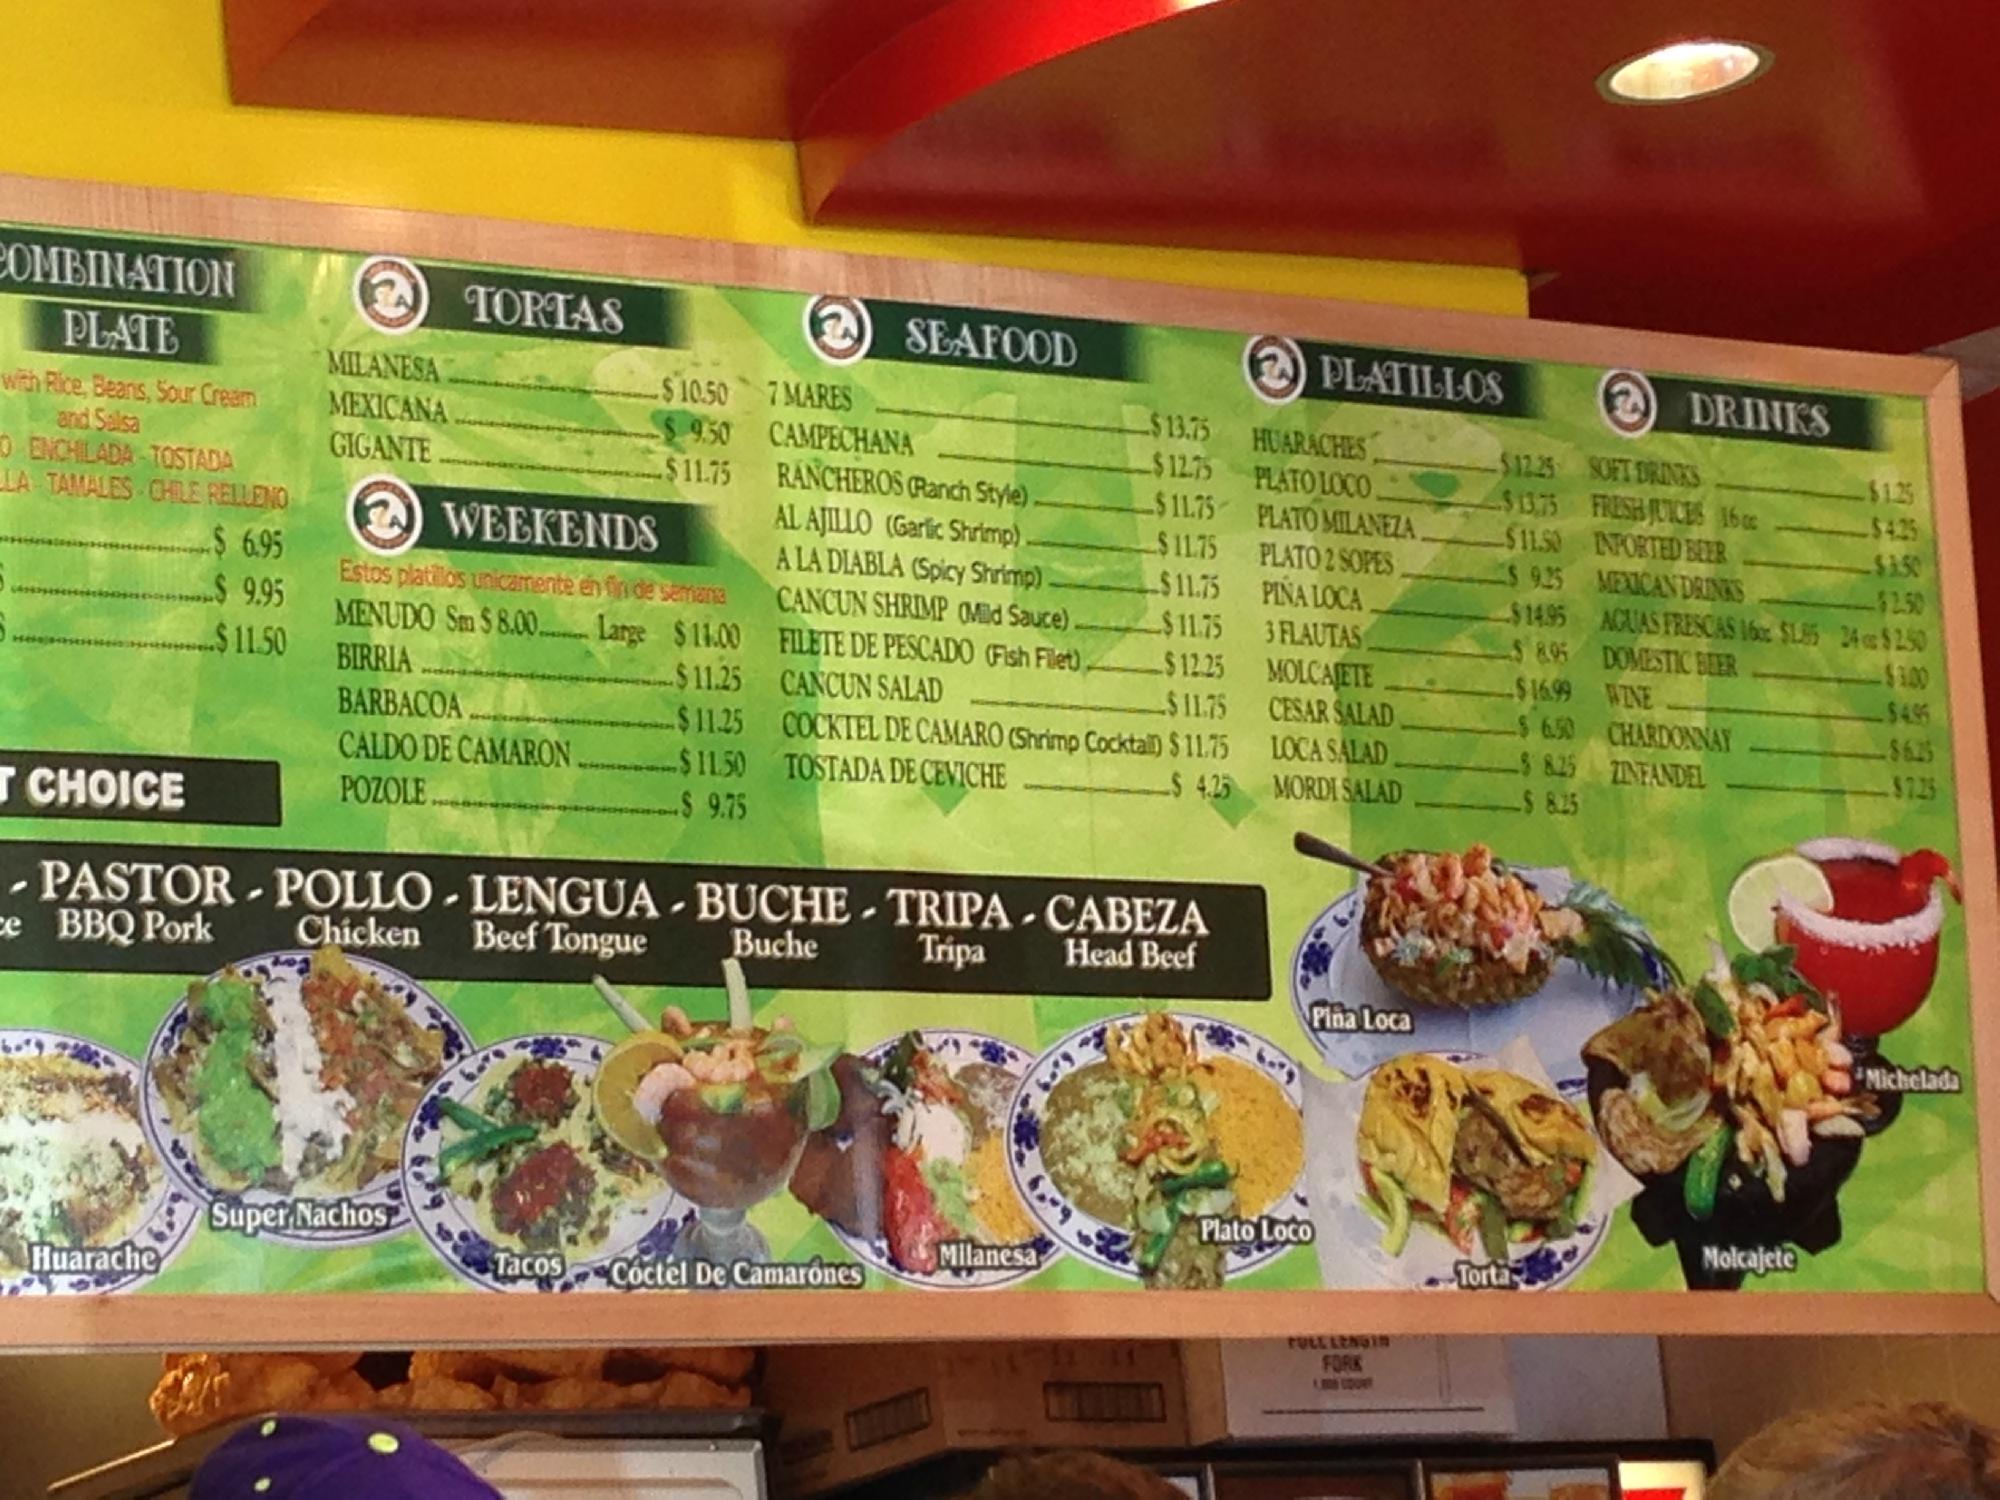 COMBINATION
PLATE
with Rice, Beans, Sour Cream
and Salsa
ENCHILADA - TOSTADA
TAMALES - CHILE RELLENO
$ 6.95
$ 9.95
$ 11.50
T CHOICE
TORTAS
MILANESA $ 10.50
MEXICANA $ 9.50
GIGANTE $ 11.75
WEEKENDS
Estos platillos unicamente en fin de semana
MENUDO Sm $ 8.00 Large $ 11.00
BIRRIA $ 11.25
BARBACOA $ 11.25
CALDO DE CAMARON $ 11.50
POZOLE $ 9.75
SEAFOOD
7 MARES $ 13.75
CAMPECHANA $ 12.75
RANCHEROS (Ranch Style) $ 11.75
AL AJILLO (Garlic Shrimp) $ 11.75
A LA DIABLA (Spicy Shrimp) $ 11.75
CANCUN SHRIMP (Mild Sauce) $ 11.75
FILETE DE PESCADO (Fish Filet) $ 12.25
CANCUN SALAD $ 11.75
COCKTEL DE CAMARO (Shrimp Cocktail) $ 11.75
TOSTADA DE CEVICHE $ 4.25
PLATILLOS
HUARACHES $ 12.25
PLATO LOCO $ 13.75
PLATO MILANEZA $ 11.50
PLATO 2 SOPES $ 9.25
PIÑA LOCA $ 14.95
3 FLAUTAS $ 8.95
MOLCAJETE $ 16.99
CESAR SALAD $ 6.50
LOCA SALAD $ 8.25
MORDI SALAD $ 8.25
DRINKS
SOFT DRINKS $ 1.25
FRESH JUICES 16 oz $ 4.25
INPORTED BEER $ 3.50
MEXICAN DRINKS $ 2.50
AGUAS FRESCAS 16oz $1.85 24 oz $ 2.50
DOMESTIC BEER $ 3.00
WINE $ 4.95
CHARDONNAY $ 6.25
ZINFANDEL $ 7.25
- PASTOR - POLLO - LENGUA - BUCHE - TRIPA - CABEZA
BBQ Pork Chicken Beef Tongue Buche Tripa Head Beef
Piña Loca
Michelada
Huarache
Super Nachos
Tacos
Cóctel De Camarónes
Milanesa
Plato Loco
Torta
Molcajete
FULL LENGTH
FORK
1,000 COUNT